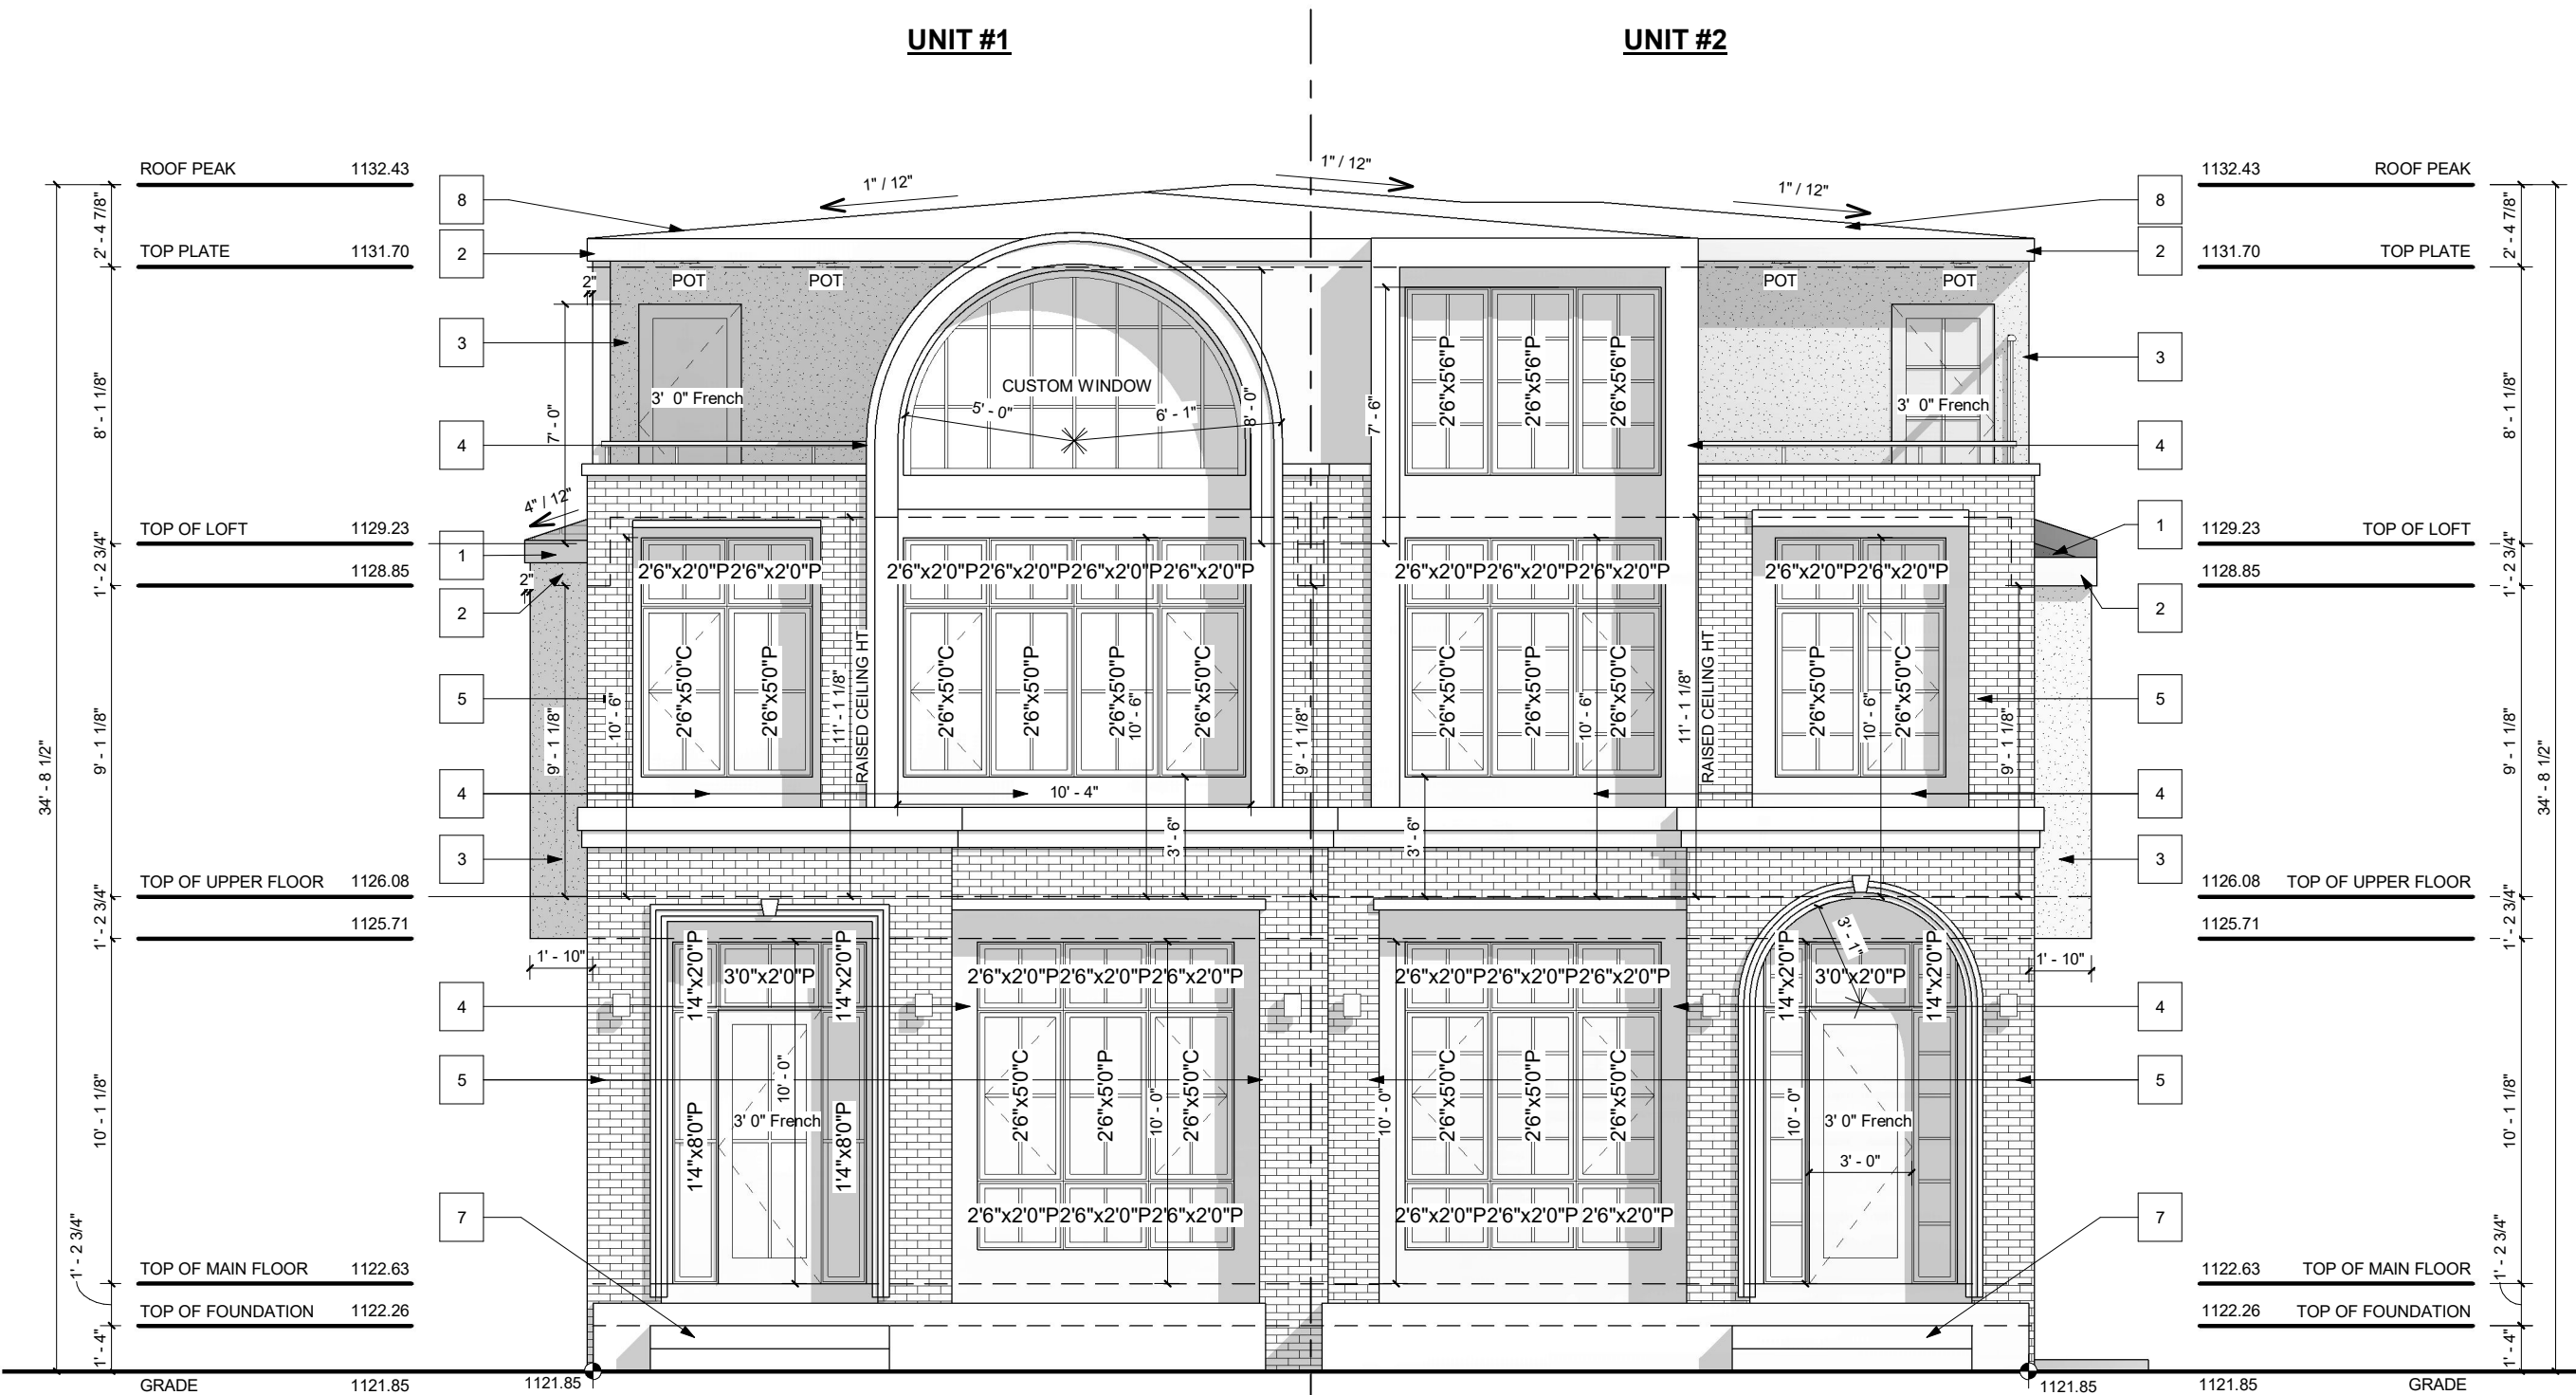 UNIT #1
UNIT #2
1" / 12"
1" / 12"
1" / 12"
ROOF PEAK 1132.43
1132.43 ROOF PEAK
8
8
2' - 4 7/8"
2' - 4 7/8"
TOP PLATE 1131.70
1131.70 TOP PLATE
2
2
2"
POT
POT
POT
POT
3
3
8' - 1 1/8"
8' - 1 1/8"
7' - 0"
3' 0" French
CUSTOM WINDOW
5' - 0"
6' - 1"
8' - 0"
7' - 6"
2'6"x5'6"P
2'6"x5'6"P
2'6"x5'6"P
3' 0" French
4
4
4" / 12"
TOP OF LOFT 1129.23
1129.23 TOP OF LOFT
1
1
1' - 2 3/4"
1' - 2 3/4"
1128.85
1128.85
2"
2
2
2'6"x2'0"P 2'6"x2'0"P
2'6"x2'0"P 2'6"x2'0"P 2'6"x2'0"P 2'6"x2'0"P
2'6"x2'0"P 2'6"x2'0"P 2'6"x2'0"P
2'6"x2'0"P 2'6"x2'0"P
34' - 8 1/2"
9' - 1 1/8"
9' - 1 1/8"
5
10' - 6"
2'6"x5'0"C
2'6"x5'0"P
11' - 1 1/8"
RAISED CEILING HT
2'6"x5'0"C
2'6"x5'0"P
2'6"x5'0"P
10' - 6"
2'6"x5'0"C
9' - 1 1/8"
2'6"x5'0"C
2'6"x5'0"P
10' - 6"
2'6"x5'0"C
11' - 1 1/8"
RAISED CEILING HT
2'6"x5'0"P
10' - 6"
2'6"x5'0"C
9' - 1 1/8"
5
9' - 1 1/8"
34' - 8 1/2"
4
10' - 4"
4
3
3' - 6"
3' - 6"
3
TOP OF UPPER FLOOR 1126.08
1126.08 TOP OF UPPER FLOOR
1' - 2 3/4"
1' - 2 3/4"
1125.71
1125.71
1' - 10"
1' - 10"
1'4"x2'0"P
3'0"x2'0"P
1'4"x2'0"P
2'6"x2'0"P 2'6"x2'0"P 2'6"x2'0"P
2'6"x2'0"P 2'6"x2'0"P 2'6"x2'0"P
3' - 1"
1'4"x2'0"P
3'0"x2'0"P
1'4"x2'0"P
4
4
5
5
10' - 1 1/8"
10' - 1 1/8"
10' - 0"
3' 0" French
1'4"x8'0"P
1'4"x8'0"P
2'6"x5'0"C
2'6"x5'0"P
10' - 0"
2'6"x5'0"C
10' - 0"
2'6"x5'0"C
2'6"x5'0"P
2'6"x5'0"C
10' - 0"
3' 0" French
3' - 0"
7
7
2'6"x2'0"P 2'6"x2'0"P 2'6"x2'0"P
2'6"x2'0"P 2'6"x2'0"P 2'6"x2'0"P
1' - 2 3/4"
1' - 2 3/4"
TOP OF MAIN FLOOR 1122.63
1122.63 TOP OF MAIN FLOOR
TOP OF FOUNDATION 1122.26
1122.26 TOP OF FOUNDATION
1' - 4"
1' - 4"
GRADE 1121.85
1121.85
1121.85
1121.85 GRADE